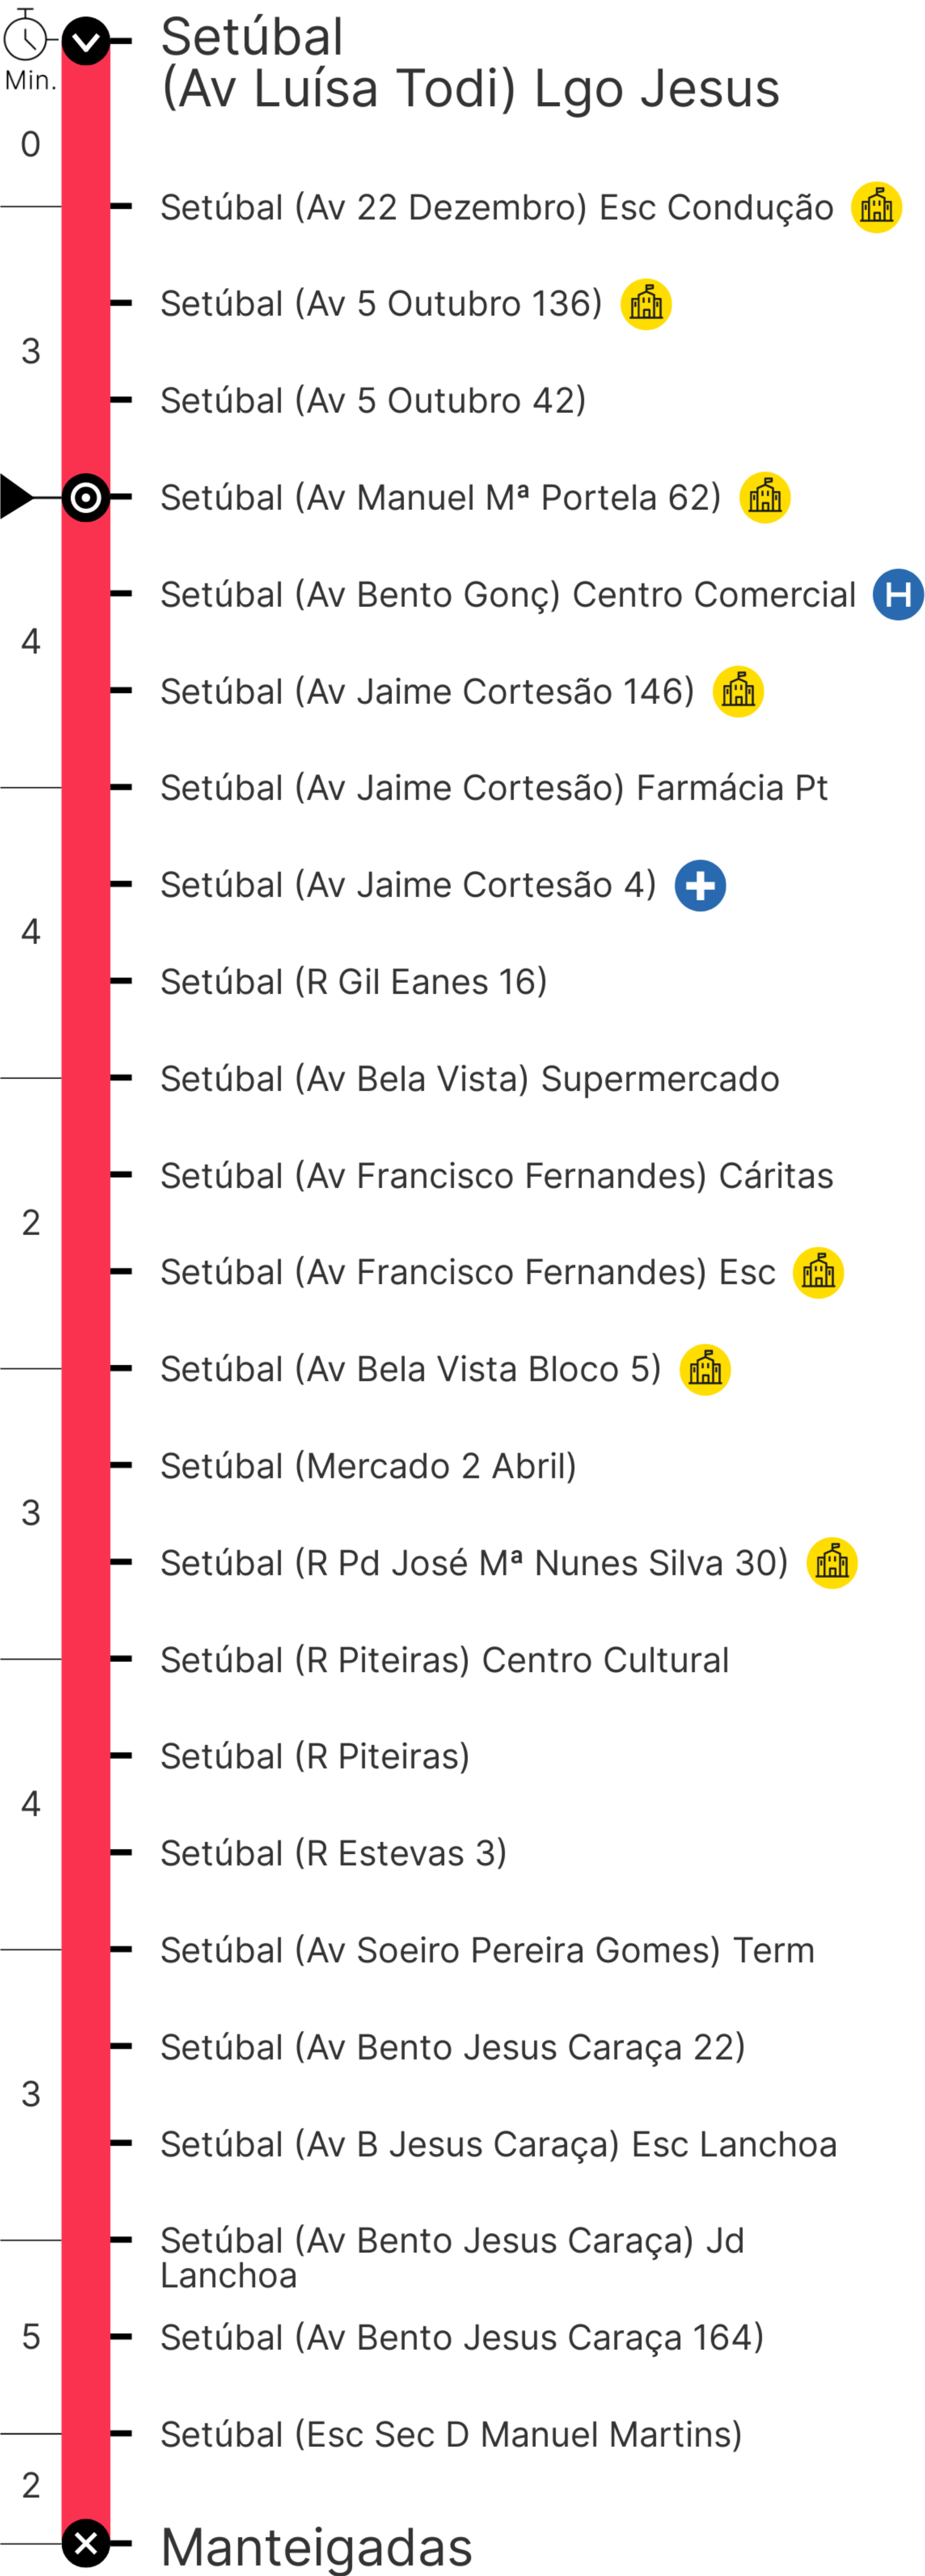 Min.
Setúbal
(Av Luísa Todi) Lgo Jesus
0
Setúbal (Av 22 Dezembro) Esc Condução
Setúbal (Av 5 Outubro 136)
3
Setúbal (Av 5 Outubro 42)
Setúbal (Av Manuel Mª Portela 62)
Setúbal (Av Bento Gonç) Centro Comercial H
4
Setúbal (Av Jaime Cortesão 146)
Setúbal (Av Jaime Cortesão) Farmácia Pt
Setúbal (Av Jaime Cortesão 4)
4
Setúbal (R Gil Eanes 16)
Setúbal (Av Bela Vista) Supermercado
Setúbal (Av Francisco Fernandes) Cáritas
2
Setúbal (Av Francisco Fernandes) Esc
Setúbal (Av Bela Vista Bloco 5)
Setúbal (Mercado 2 Abril)
3
Setúbal (R Pd José Mª Nunes Silva 30)
Setúbal (R Piteiras) Centro Cultural
Setúbal (R Piteiras)
4
Setúbal (R Estevas 3)
Setúbal (Av Soeiro Pereira Gomes) Term
Setúbal (Av Bento Jesus Caraça 22)
3
Setúbal (Av B Jesus Caraça) Esc Lanchoa
Setúbal (Av Bento Jesus Caraça) Jd
Lanchoa
5 Setúbal (Av Bento Jesus Caraça 164)
Setúbal (Esc Sec D Manuel Martins)
2
Manteigadas